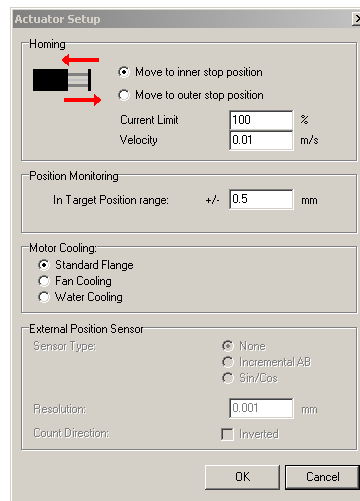 Actuator Setup
Homing
Move to inner stop position
Move to outer stop position
Current Limit 100 %
Velocity 0.01 m/s
Position Monitoring
In Target Position range: +/- 0.5 mm
Motor Cooling:
Standard Flange
Fan Cooling
Water Cooling
External Position Sensor
Sensor Type: None
Incremental AB
Sin/Cos
Resolution: 0.001 mm
Count Direction: Inverted
OK Cancel